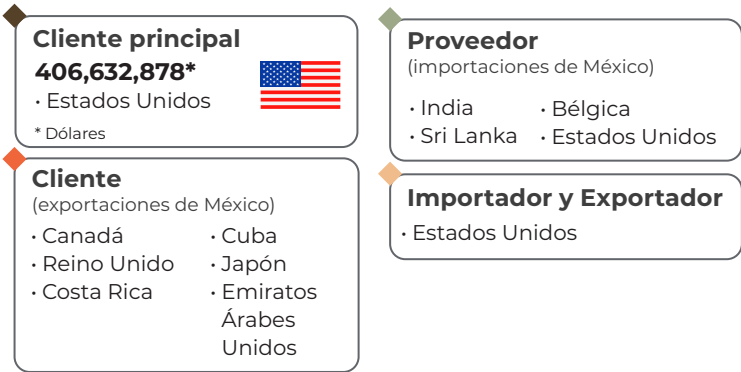 Cliente principal
406,632,878*
· Estados Unidos
* Dólares
Cliente
(exportaciones de México)
· Canadá
· Reino Unido
· Costa Rica
· Cuba
· Japón
· Emiratos
Árabes
Unidos
Proveedor
(importaciones de México)
· India
· Sri Lanka
· Bélgica
· Estados Unidos
Importador y Exportador
· Estados Unidos